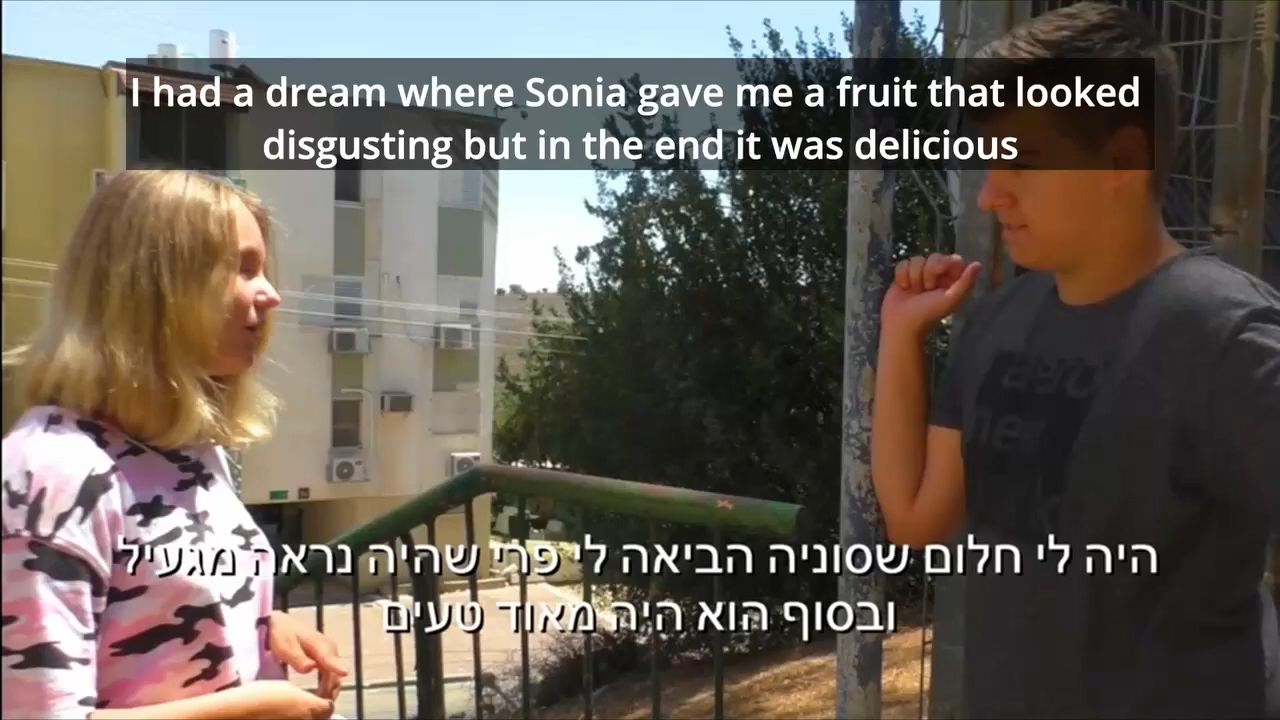 I had a dream where Sonia gave me a fruit that looked
disgusting but in the end it was delicious
היה לי חלום שסוניה הביאה לי פרי שהיה נראה מגעיל
ובסוף הוא היה מאוד טעים